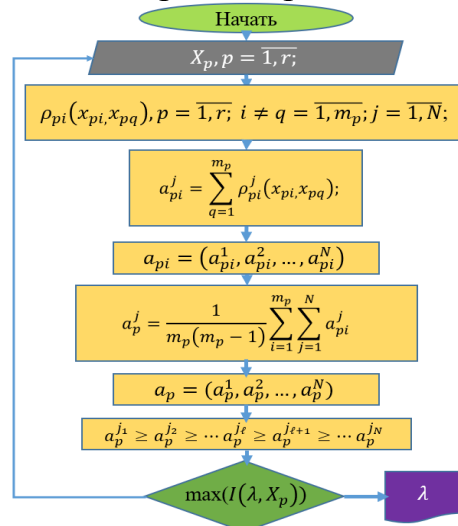 Начать
X_p, p = \overline{1,r;}
ρ_{pi}(x_{pi,}x_{pq}), p = \overline{1,r;} i ≠ q = \overline{1,m_p}; j = \overline{1,N};
a_{pi}^j = \sum_{q=1}^{m_p} ρ_{pi}^j(x_{pi,}x_{pq});
a_{pi} = (a_{pi}^1, a_{pi}^2, …, a_{pi}^N)
a_p^j = \frac{1}{m_p(m_p − 1)} \sum_{i=1}^{m_p} \sum_{j=1}^{N} a_{pi}^j
a_p = (a_p^1, a_p^2, …, a_p^N)
a_p^{j_1} ≥ a_p^{j_2} ≥ ⋯ a_p^{j_ℓ} ≥ a_p^{j_{ℓ+1}} ≥ ⋯ a_p^{j_N}
max(I(λ, X_p))
λ